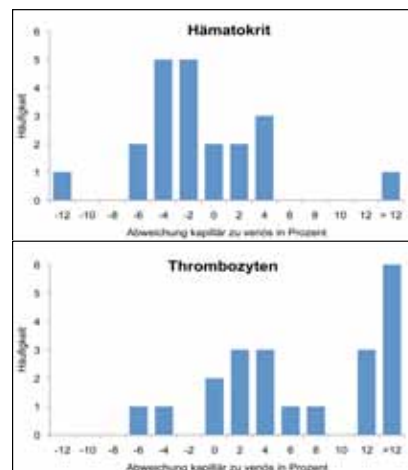 Hämatokrit
Häufigkeit
6
5
4
3
2
1
0
-12 -10 -8 -6 -4 -2 0 2 4 6 8 10 12 > 12
Abweichung kapillär zu venös in Prozent
Thrombozyten
Häufigkeit
6
5
4
3
2
1
0
-12 -10 -8 -6 -4 -2 0 2 4 6 8 10 12 >12
Abweichung kapillär zu venös in Prozent